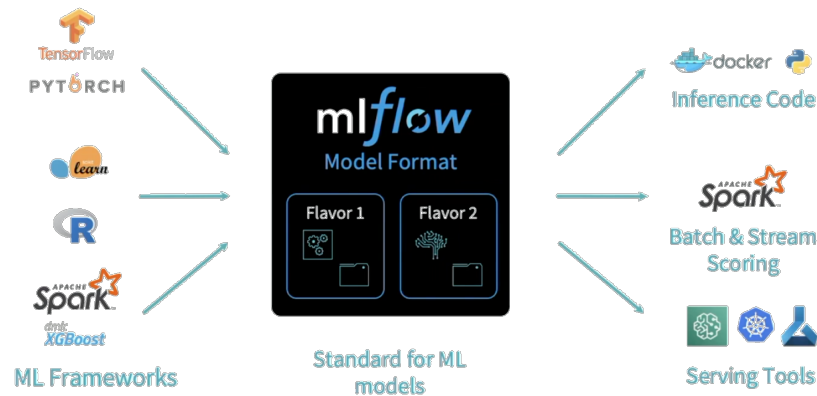 TensorFlow
PYTORCH
learn
R
APACHE
Spark
dmlc
XGBoost
ML Frameworks
mlflow
Model Format
Flavor 1
Flavor 2
Standard for ML
models
docker
Inference Code
APACHE
Spark
Batch & Stream
Scoring
Serving Tools